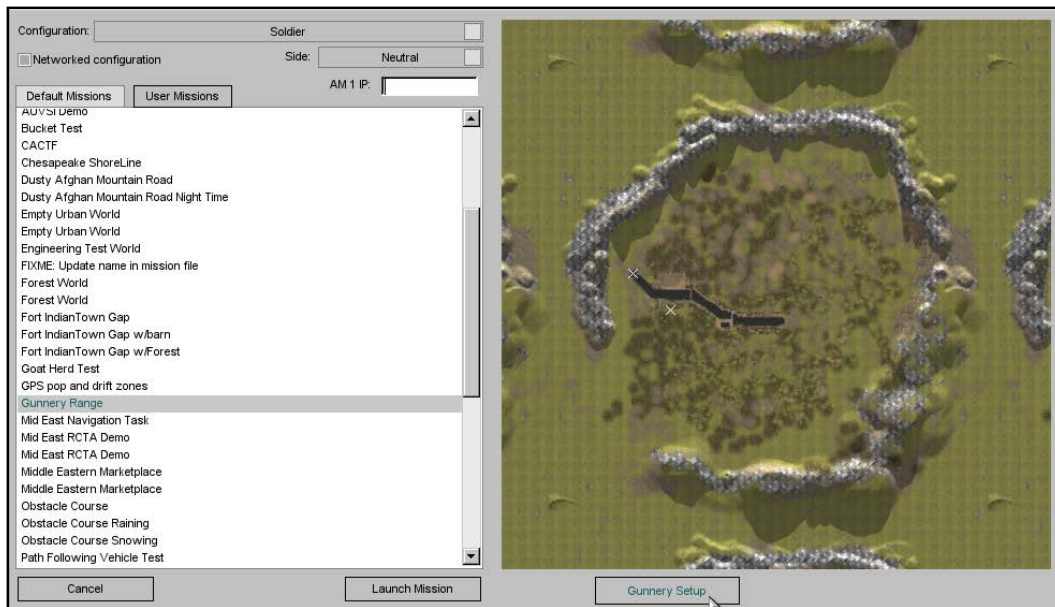 Configuration: Soldier
Networked configuration
Side: Neutral
AM 1 IP:
Default Missions
User Missions
AUVSI Demo
Bucket Test
CACTF
Chesapeake ShoreLine
Dusty Afghan Mountain Road
Dusty Afghan Mountain Road Night Time
Empty Urban World
Empty Urban World
Engineering Test World
FIXME: Update name in mission file
Forest World
Forest World
Fort IndianTown Gap
Fort IndianTown Gap w/barn
Fort IndianTown Gap w/Forest
Goat Herd Test
GPS pop and drift zones
Gunnery Range
Mid East Navigation Task
Mid East RCTA Demo
Mid East RCTA Demo
Middle Eastern Marketplace
Middle Eastern Marketplace
Obstacle Course
Obstacle Course Raining
Obstacle Course Snowing
Path Following Vehicle Test
Cancel
Launch Mission
Gunnery Setup